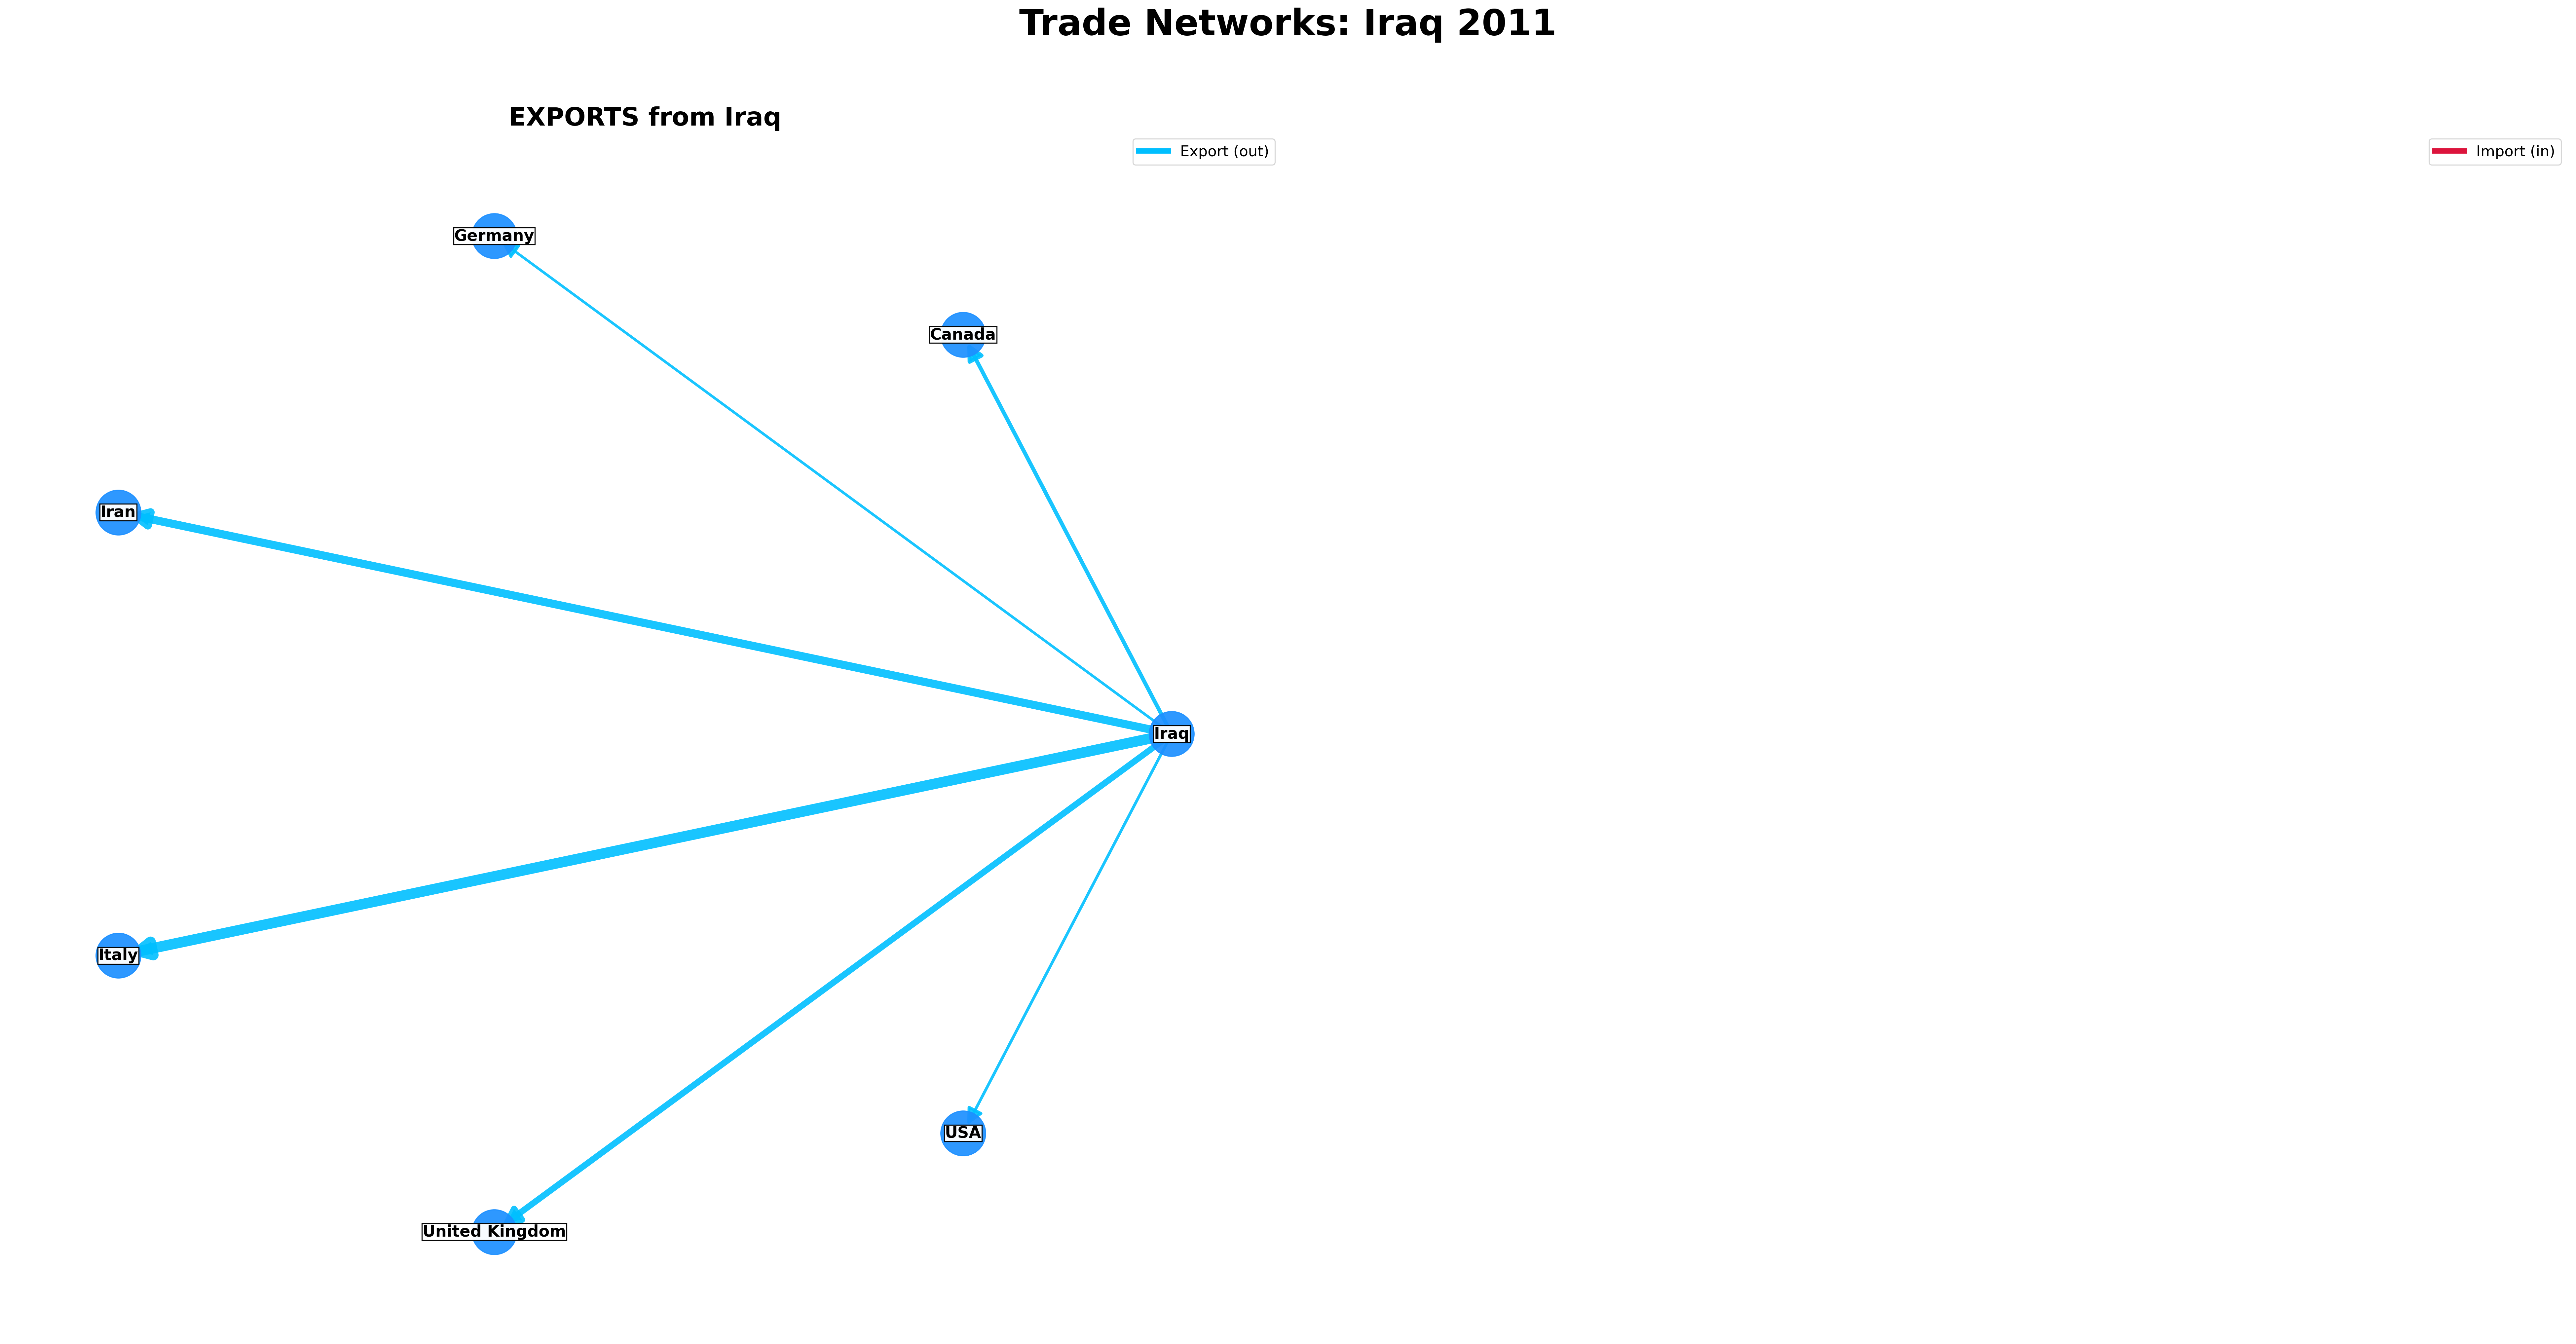 Trade Networks: Iraq 2011
EXPORTS from Iraq
Export (out)
Import (in)
Germany
Canada
Iran
Iraq
Italy
USA
United Kingdom